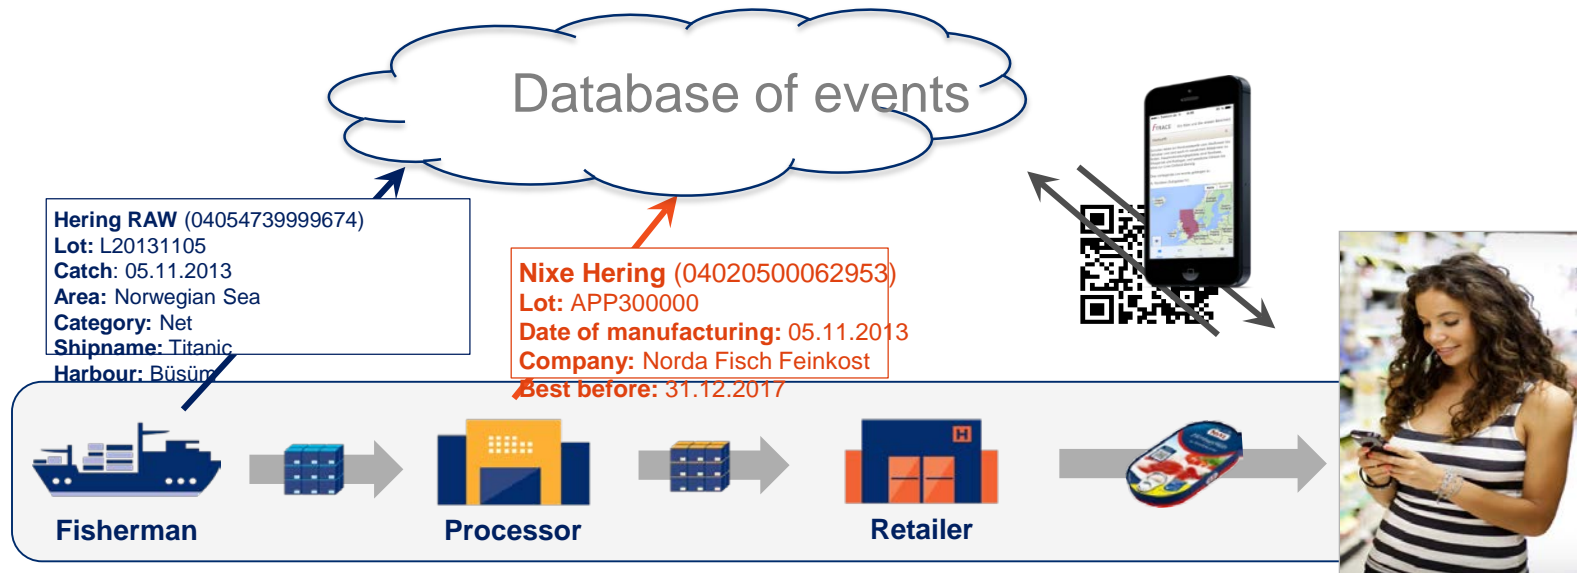 Database of events
Hering RAW (04054739999674)
Lot: L20131105
Catch: 05.11.2013
Area: Norwegian Sea
Category: Net
Shipname: Titanic
Harbour: Büsüm
Nixe Hering (04020500062953)
Lot: APP300000
Date of manufacturing: 05.11.2013
Company: Norda Fisch Feinkost
Best before: 31.12.2017
FTRACE
H
Fisherman
Processor
Retailer